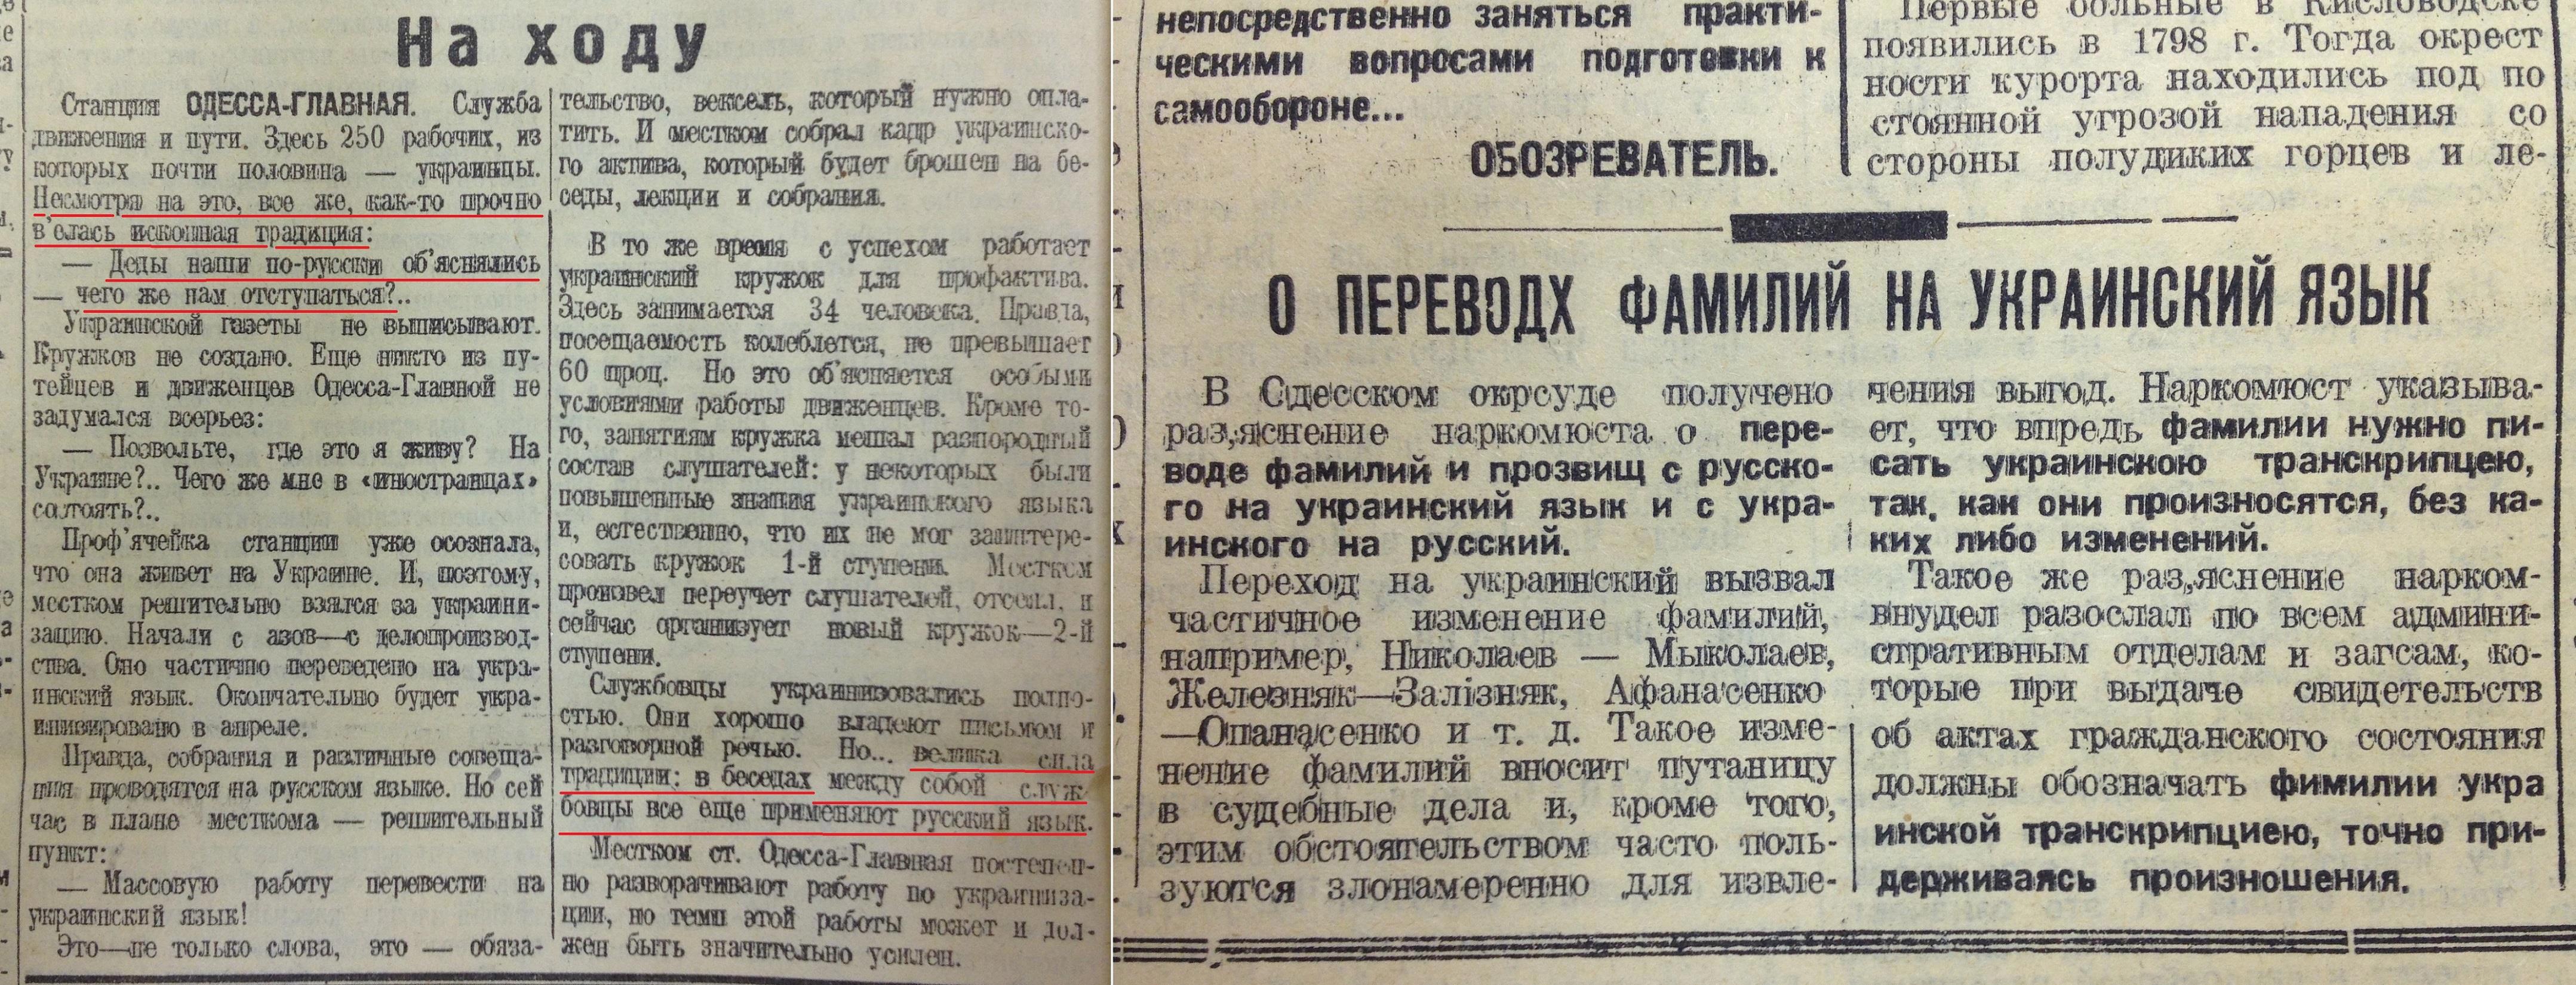 На ходу
Станция ОДЕССА-ГЛАВНАЯ. Служба
движения и пути. Здесь 250 рабочих, из
которых почти половина — украинцы.
Несмотря на это, все же, как-то прочно
в'елась исконная традиция:
— Деды наши по-русски об'яснялись
— чего же нам отступаться?..
Украинской газеты не выписывают.
Кружков не создано. Еще никто из пу-
тейцев и движенцев Одесса-Главной не
задумался всерьез:
— Позвольте, где это я живу? На
Украине?.. Чего же мне в «иностранцах»
состоять?..
Проф'ячейка станции уже осознала,
что она живет на Украине. И, поэтому,
местком решительно взялся за украини-
зацию. Начали с азов—с делопроизвод-
ства. Оно частично переведено на укра-
инский язык. Окончательно будет укра-
инизировано в апреле.
Правда, собрания и различные совеща-
ния проводятся на русском языке. Но сей
час в плане месткома — решительный
пункт:
— Массовую работу перевести на
украинский язык!
Это—не только слова, это — обяза-
тельство, вексель, который нужно опла-
тить. И местком собрал кадр украинско-
го актива, который будет брошен на бе-
седы, лекции и собрания.
В то же время с успехом работает
украинский кружок для профактива.
Здесь занимается 34 человека. Правда,
посещаемость колеблется, не превышает
60 проц. Но это об'ясняется особыми
условиями работы движенцев. Кроме то-
го, занятиям кружка мешал разнородный
состав слушателей: у некоторых были
повышенные знания украинского языка
и, естественно, что их не мог заинтере-
совать кружок 1-й ступени. Местком
произвел переучет слушателей, отсеял, и
сейчас организует новый кружок—2-й
ступени.
Службовцы украинизовались полно-
стью. Они хорошо владеют письмом и
разговорной речью. Но... велика сила
традиции: в беседах между собой служ
бовцы все еще применяют русский язык.
Местком ст. Одесса-Главная постепен-
но разворачивают работу по украиниза-
ции, но темп этой работы может и дол-
жен быть значительно усилен.
непосредственно заняться практи-
ческими вопросами подготовки к
самообороне...
ОБОЗРЕВАТЕЛЬ.
Первые больные в Кисловодске
появились в 1798 г. Тогда окрест
ности курорта находились под по
стоянной угрозой нападения со
стороны полудиких горцев и ле-
О ПЕРЕВОДХ ФАМИЛИЙ НА УКРАИНСКИЙ ЯЗЫК
В Одесском окрсуде получено
раз,яснение наркомюста о пере-
воде фамилий и прозвищ с русско-
го на украинский язык и с укра-
инского на русский.
Переход на украинский вызвал
частичное изменение фамилий,
например, Николаев — Мыколаев,
Железняк—Залізняк, Афанасенко
—Опанасенко и т. д. Такое изме-
нение фамилий вносит путаницу
в судебные дела и, кроме того,
этим обстоятельством часто поль-
зуются злонамеренно для извле-
чения выгод. Наркомюст указыва-
ет, что впредь фамилии нужно пи-
сать украинскою транскрипцею,
так, как они произносятся, без ка-
ких либо изменений.
Такое же раз,яснение нарком-
внудел разослал по всем админи-
стративным отделам и загсам, ко-
торые при выдаче свидетельств
об актах гражданского состояния
должны обозначать фимилии укра
инской транскрипциею, точно при-
держиваясь произношения.